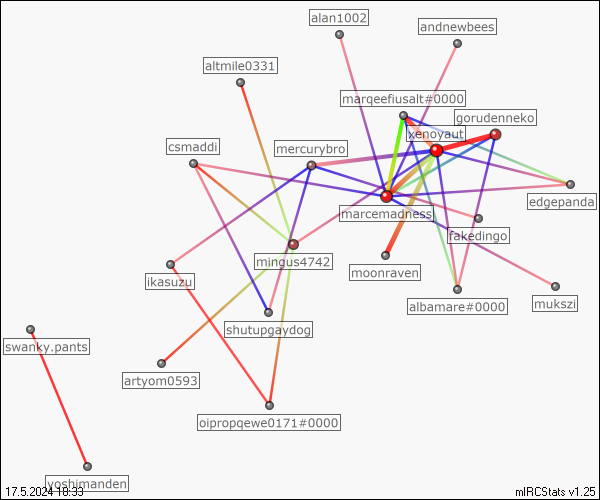 alan1002
andnewbees
altmile0331
marqeefiusalt#0000
gorudenneko
xenoyaut
csmaddi
mercurybro
edgepanda
marcemadness
fakedingo
mingus4742
moonraven
ikasuzu
albamare#0000
mukszi
shutupgaydog
swanky.pants
artyom0593
oipropqewe0171#0000
yoshimanden
17.5.2024 18:33
mIRCStats v1.25